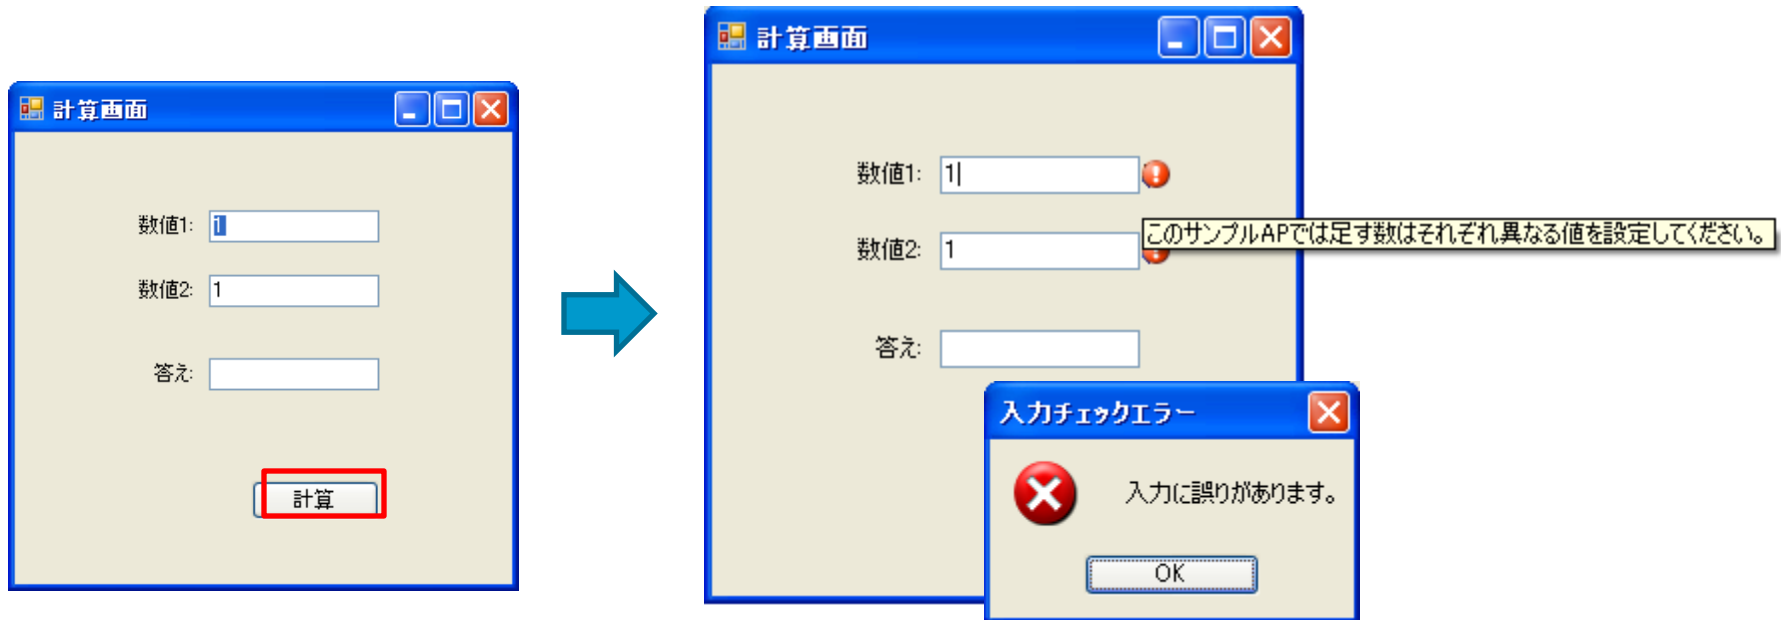 計算画面
数値1: 1
数値2: 1
答え:
計算
計算画面
数値1: 1
このサンプルAPでは足す数はそれぞれ異なる値を設定してください。
数値2: 1
答え:
入力チェックエラー
入力に誤りがあります。
OK